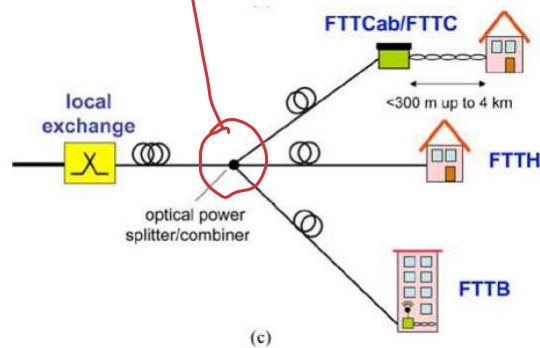 FTTCab/FTTC
<300 m up to 4 km
local
exchange
FTTH
optical power
splitter/combiner
FTTB
(c)